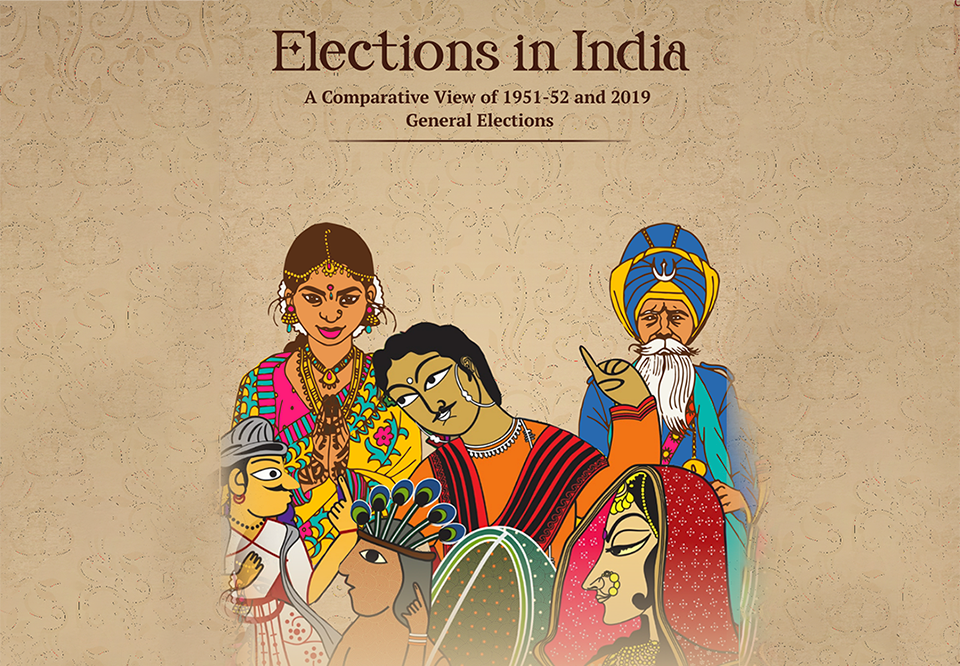 Elections in India
A Comparative View of 1951-52 and 2019
General Elections